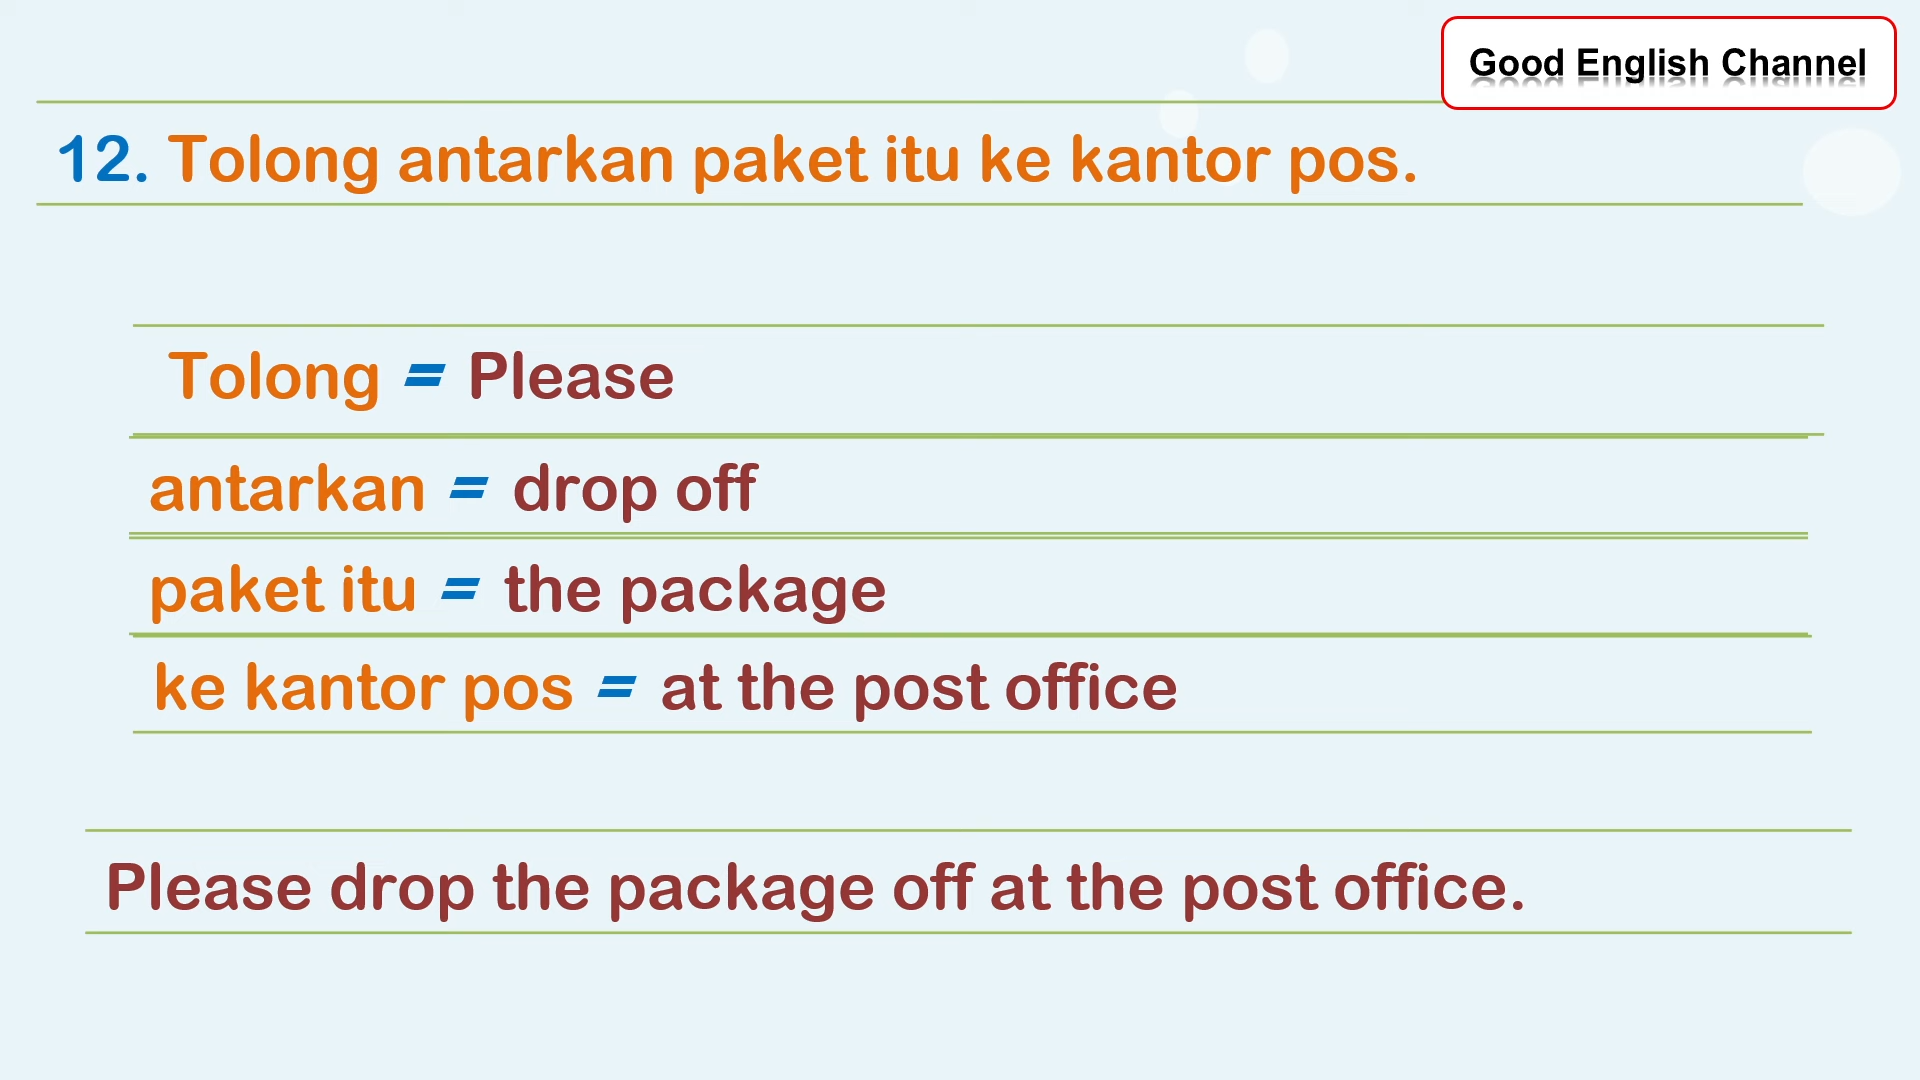 Good English Channel
12. Tolong antarkan paket itu ke kantor pos.
Tolong = Please
antarkan = drop off
paket itu = the package
ke kantor pos = at the post office
Please drop the package off at the post office.